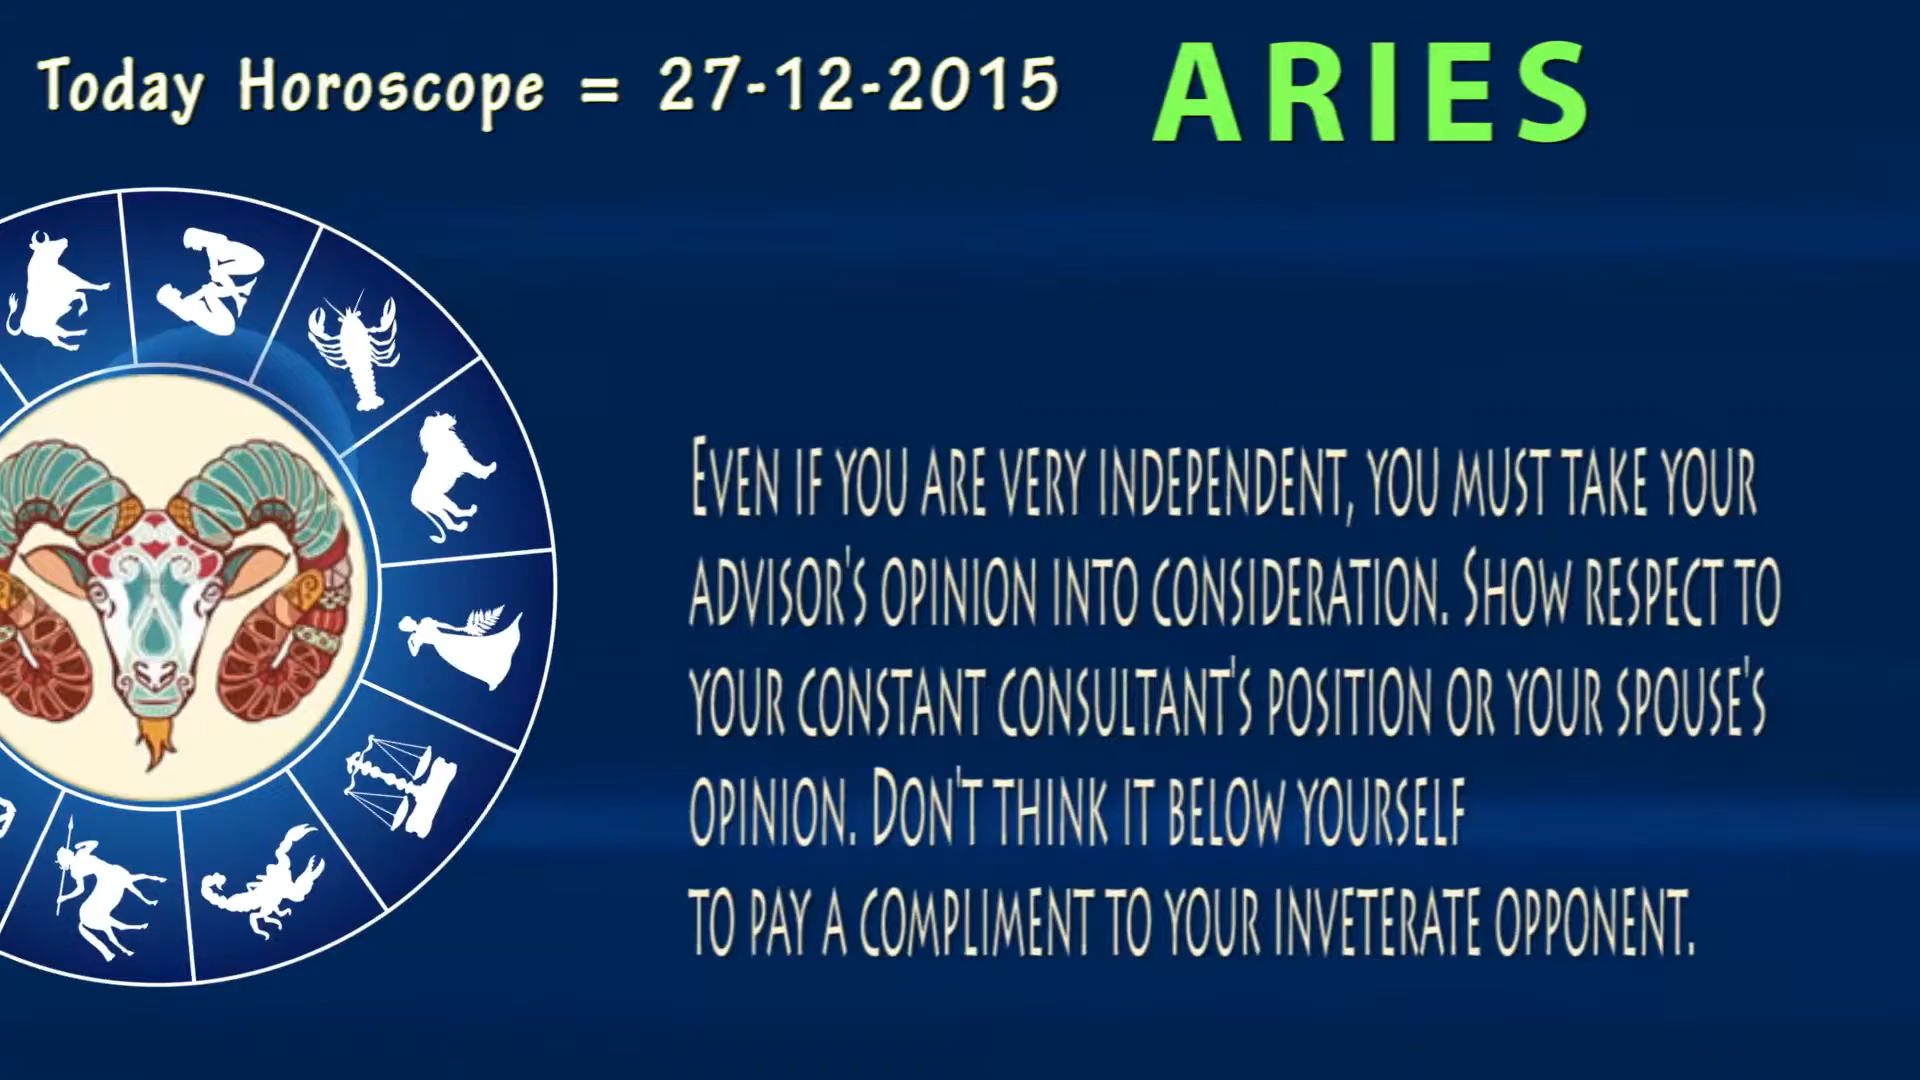 Today Horoscope = 27-12-2015
ARIES
Even if you are very independent, you must take your
advisor's opinion into consideration. Show respect to
your constant consultant's position or your spouse's
opinion. Don't think it below yourself
to pay a compliment to your inveterate opponent.